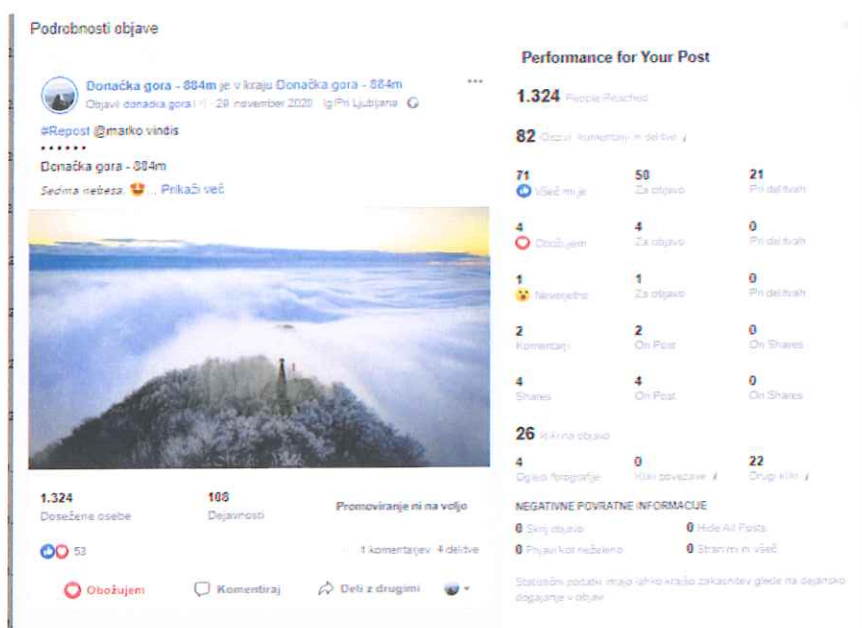 Podrobnosti objave
Donačka gora - 884m je v kraju Donačka gora - 884m
Objavil donacka.gora · 29. november 2020 · Ig Pri Ljubljana
#Repost @marko vindis
• • • • • •
Donačka gora - 884m
Sedma nebesa. 🤩... Prikaži več
1.324
Dosežene osebe
108
Dejavnosti
Promoviranje ni na voljo
53
1 komentarjev 4 delitve
Obožujem
Komentiraj
Deli z drugimi
Performance for Your Post
1.324 People Reached
82 Odzivi, komentarji in delitve
71
Všeč mi je
50
Za objavo
21
Pri delitvah
4
Obožujem
4
Za objavo
0
Pri delitvah
1
Neverjetno
1
Za objavo
0
Pri delitvah
2
Komentarji
2
On Post
0
On Shares
4
Shares
4
On Post
0
On Shares
26 kliki na objavo
4
Ogledi fotografije
0
Kliki povezave
22
Drugi kliki
NEGATIVNE POVRATNE INFORMACIJE
0 Skrij objavo
0 Hide All Posts
0 Prijavi kot neželeno
0 Stran mi ni všeč
Statistični podatki imajo lahko krajšo zakasnitev glede na dejansko
dogajanje v objavi